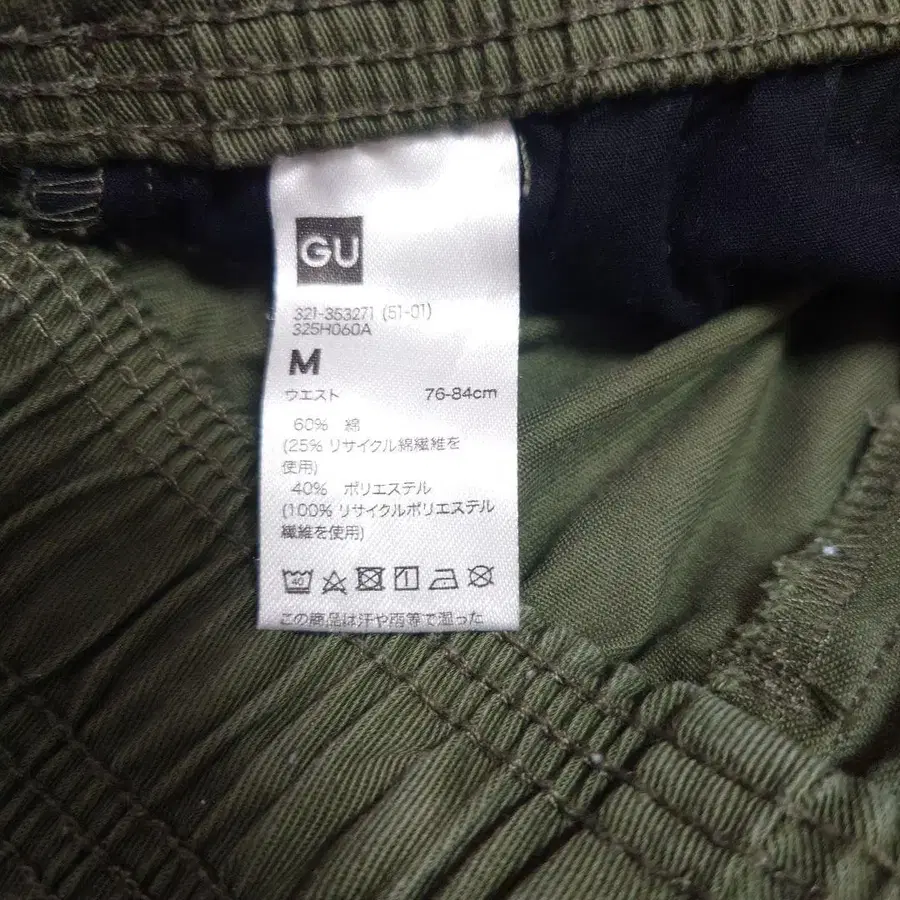 GU
321-353271 (51-01)
325H060A
M
ウエスト 76-84cm
60% 綿
(25% リサイクル綿繊維を
使用)
40% ポリエステル
(100% リサイクルポリエステル
繊維を使用)
40
この商品は汗や雨等で湿った